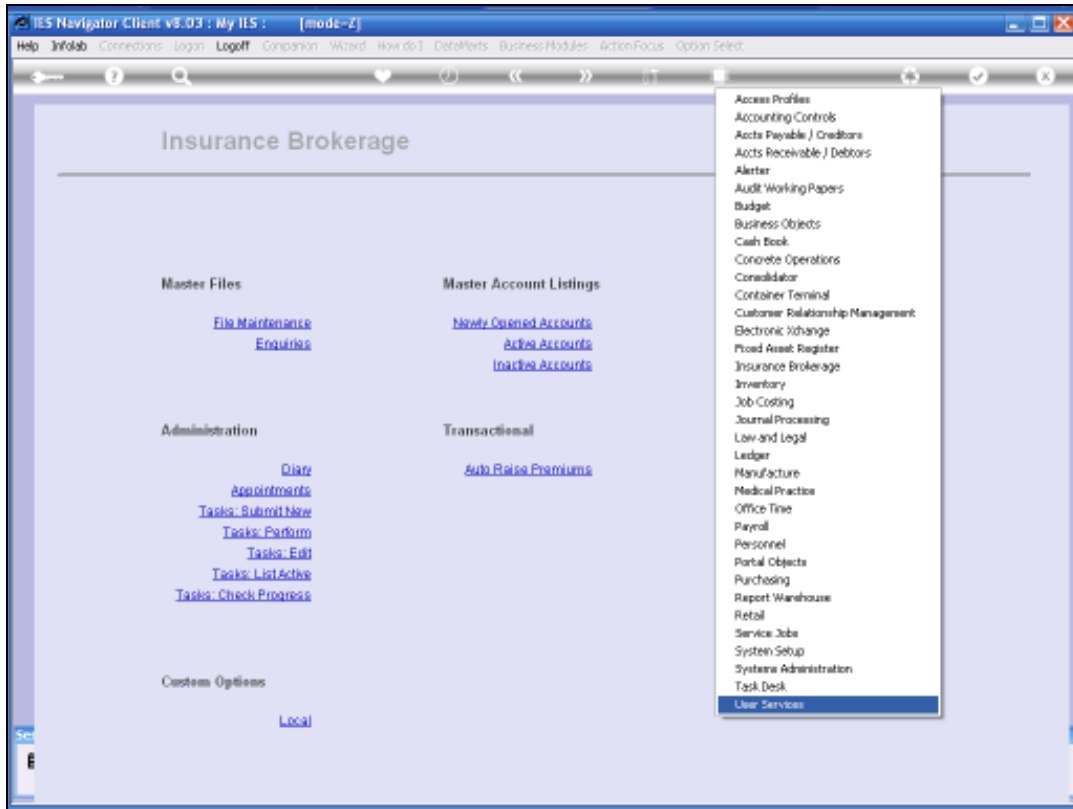 IES Navigator Client v8.03 : My IES : [mode=Z]
Help Infolab Connections Logon Logoff Companion Wizard How do I DataAlerts Business Modules Action Focus Option Select
Insurance Brokerage
Master Files
File Maintenance
Enquiries
Master Account Listings
Newly Opened Accounts
Active Accounts
Inactive Accounts
Administration
Diary
Appointments
Tasks: Submit New
Tasks: Perform
Tasks: Edit
Tasks: List Active
Tasks: Check Progress
Transactional
Auto Raise Premiums
Custom Options
Local
Access Profiles
Accounting Controls
Accts Payable / Creditors
Accts Receivable / Debtors
Alerter
Audit Working Papers
Budget
Business Objects
Cash Book
Concrete Operations
Consolidator
Container Terminal
Customer Relationship Management
Electronic Xchange
Fixed Asset Register
Insurance Brokerage
Inventory
Job Costing
Journal Processing
Law and Legal
Ledger
Manufacture
Medical Practice
Office Time
Payroll
Personnel
Portal Objects
Purchasing
Report Warehouse
Retail
Service Jobs
System Setup
Systems Administration
Task Desk
User Services